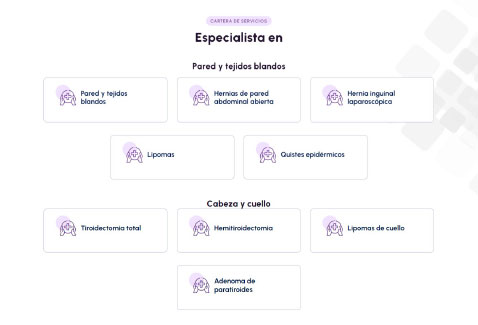 CARTERA DE SERVICIOS
Especialista en
Pared y tejidos blandos
Pared y tejidos
blandos
Hernias de pared
abdominal abierta
Hernia inguinal
laparoscópica
Lipomas
Quistes epidérmicos
Cabeza y cuello
Tiroidectomía total
Hemitiroidectomía
Lipomas de cuello
Adenoma de
paratiroides